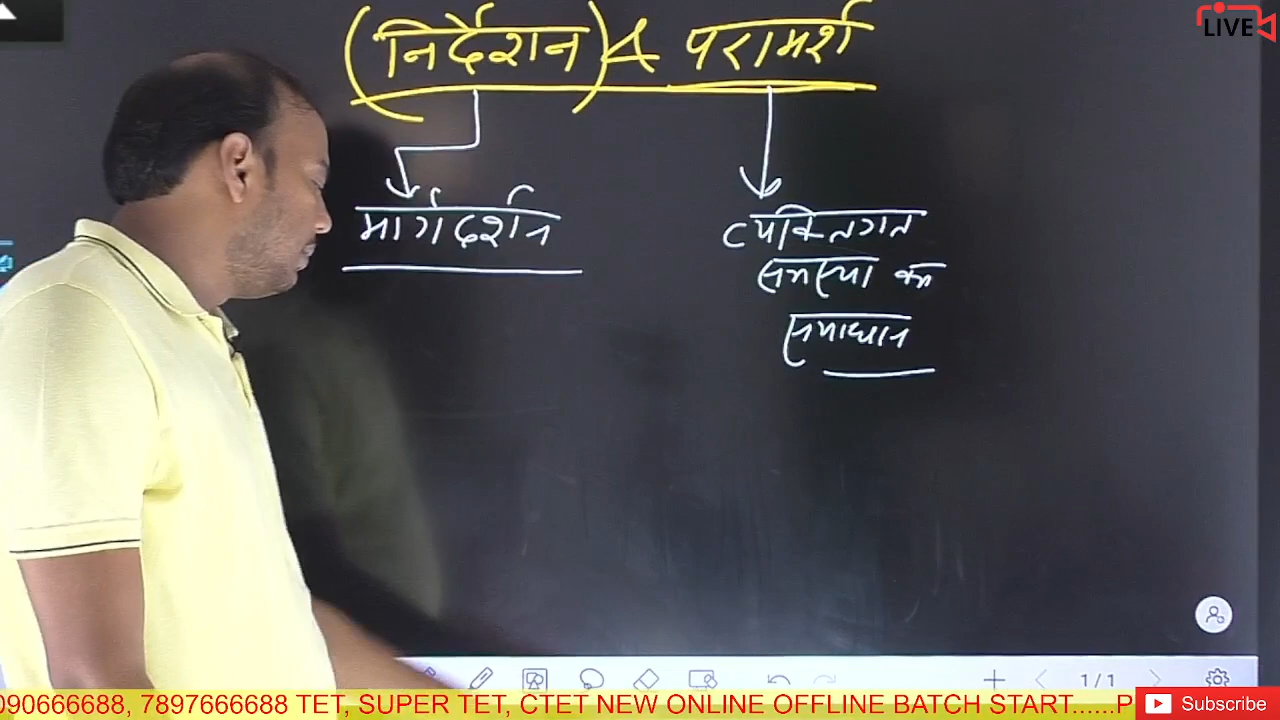 LIVE
(निर्देशन) & परामर्श
मार्गदर्शन
व्यक्तिगत
समस्या का
समाधान
1/1
090666688, 7897666688 TET, SUPER TET, CTET NEW ONLINE OFFLINE BATCH START......P
Subscribe